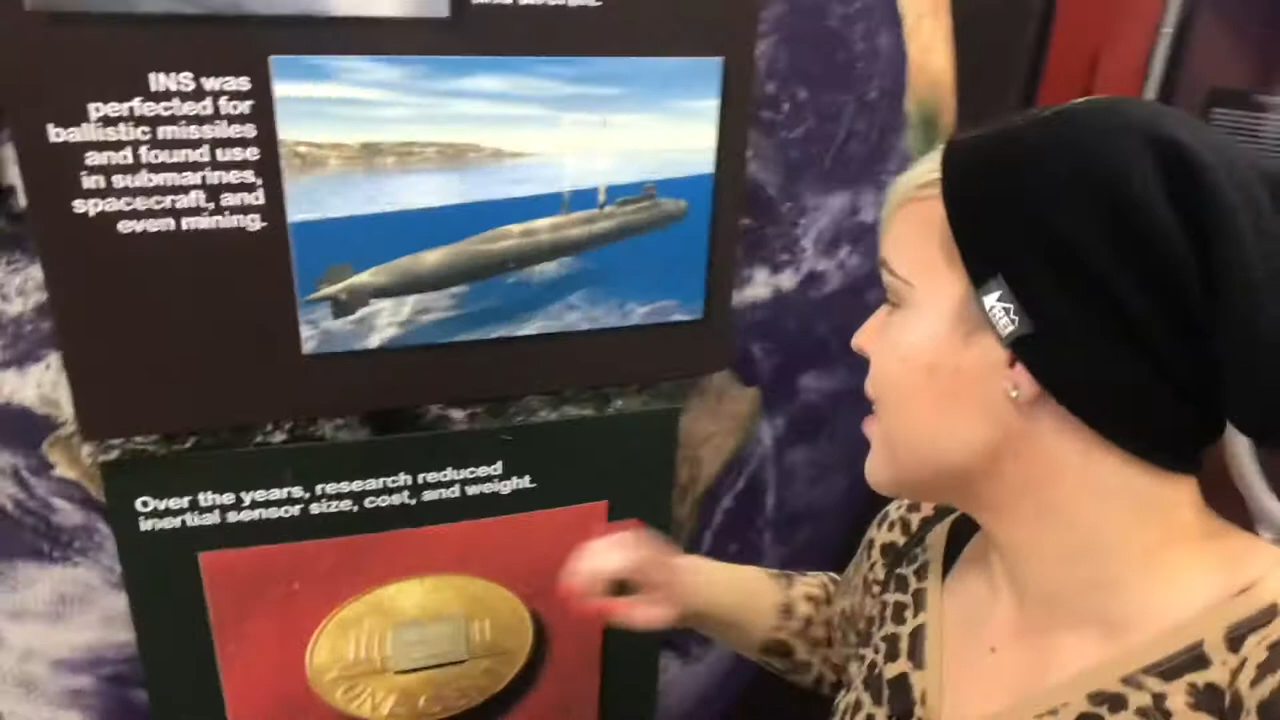 INS was
perfected for
ballistic missiles
and found use
in submarines,
spacecraft, and
even mining.
REI
Over the years, research reduced
inertial sensor size, cost, and weight.